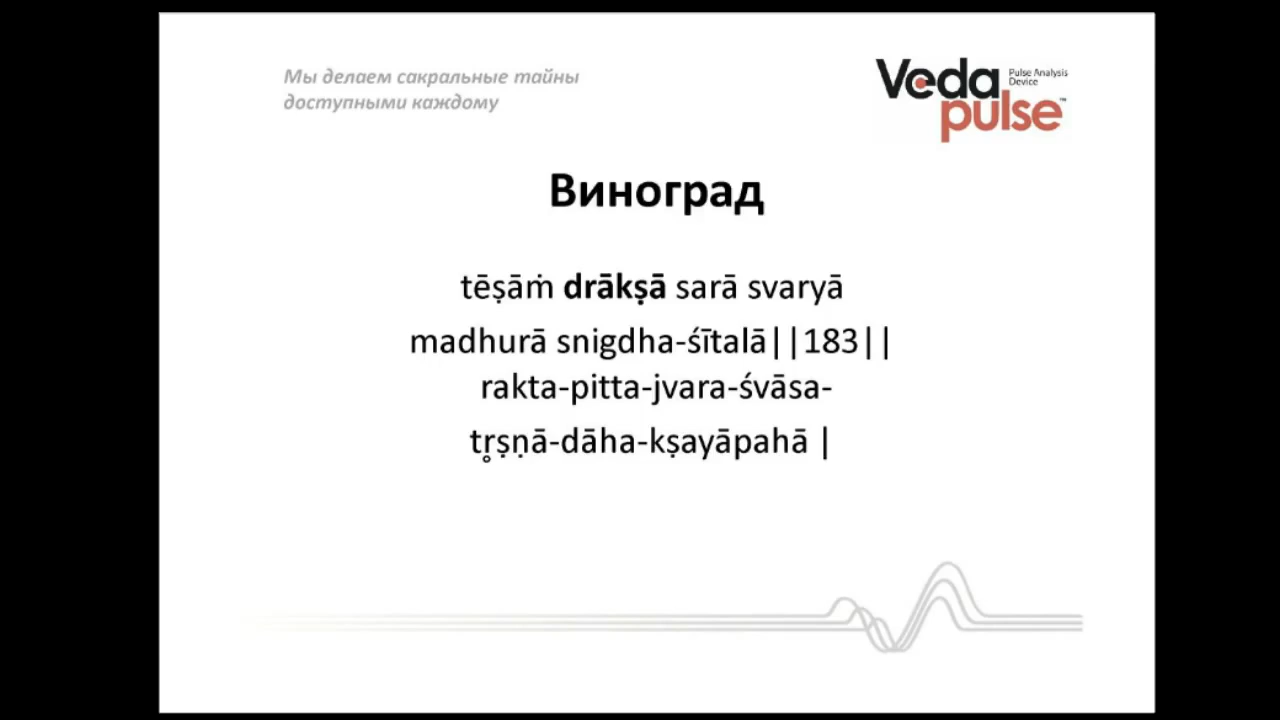 Мы делаем сакральные тайны
доступными каждому
Veda
Pulse Analysis
Device
pulse™
Виноград
tēṣāṁ drākṣā sarā svaryā
madhurā snigdha-śītalā||183||
rakta-pitta-jvara-śvāsa-
tr̥ṣṇā-dāha-kṣayāpahā |